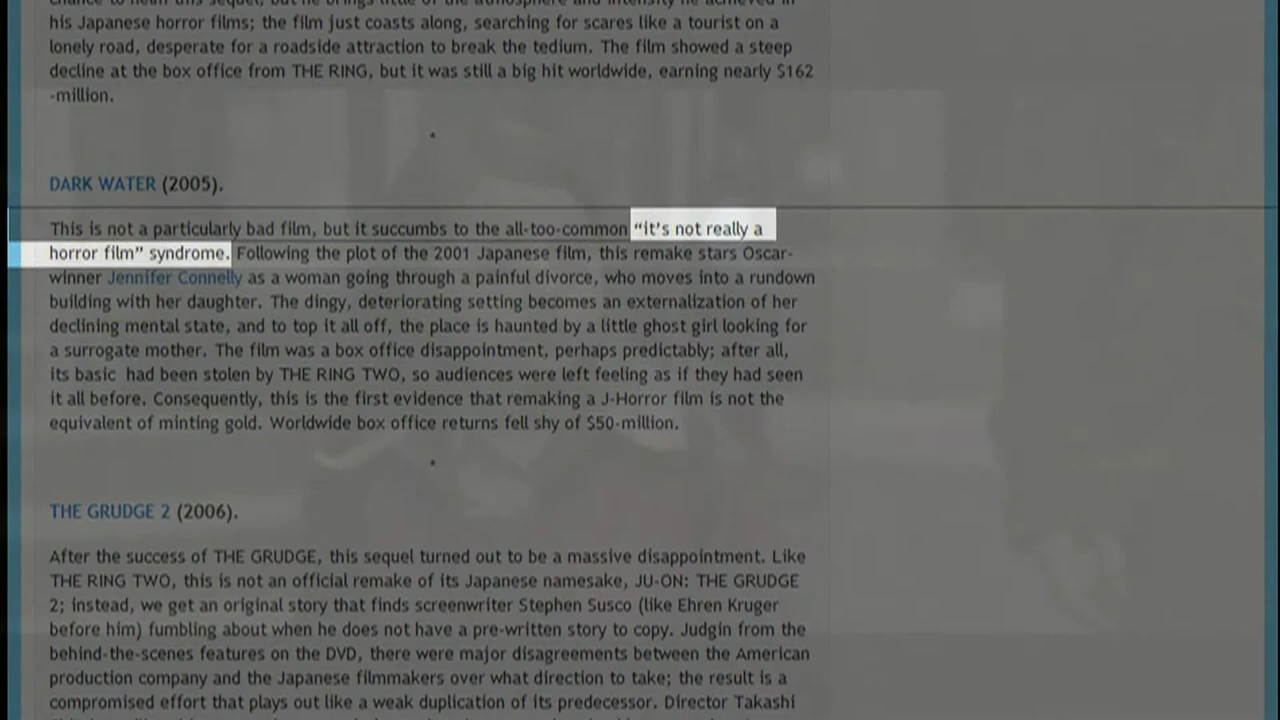 his Japanese horror films; the film just coasts along, searching for scares like a tourist on a
lonely road, desperate for a roadside attraction to break the tedium. The film showed a steep
decline at the box office from THE RING, but it was still a big hit worldwide, earning nearly $162
-million.
DARK WATER (2005).
This is not a particularly bad film, but it succumbs to the all-too-common “it’s not really a
horror film” syndrome. Following the plot of the 2001 Japanese film, this remake stars Oscar-
winner Jennifer Connelly as a woman going through a painful divorce, who moves into a rundown
building with her daughter. The dingy, deteriorating setting becomes an externalization of her
declining mental state, and to top it all off, the place is haunted by a little ghost girl looking for
a surrogate mother. The film was a box office disappointment, perhaps predictably; after all,
its basic had been stolen by THE RING TWO, so audiences were left feeling as if they had seen
it all before. Consequently, this is the first evidence that remaking a J-Horror film is not the
equivalent of minting gold. Worldwide box office returns fell shy of $50-million.
THE GRUDGE 2 (2006).
After the success of THE GRUDGE, this sequel turned out to be a massive disappointment. Like
THE RING TWO, this is not an official remake of its Japanese namesake, JU-ON: THE GRUDGE
2; instead, we get an original story that finds screenwriter Stephen Susco (like Ehren Kruger
before him) fumbling about when he does not have a pre-written story to copy. Judgin from the
behind-the-scenes features on the DVD, there were major disagreements between the American
production company and the Japanese filmmakers over what direction to take; the result is a
compromised effort that plays out like a weak duplication of its predecessor. Director Takashi